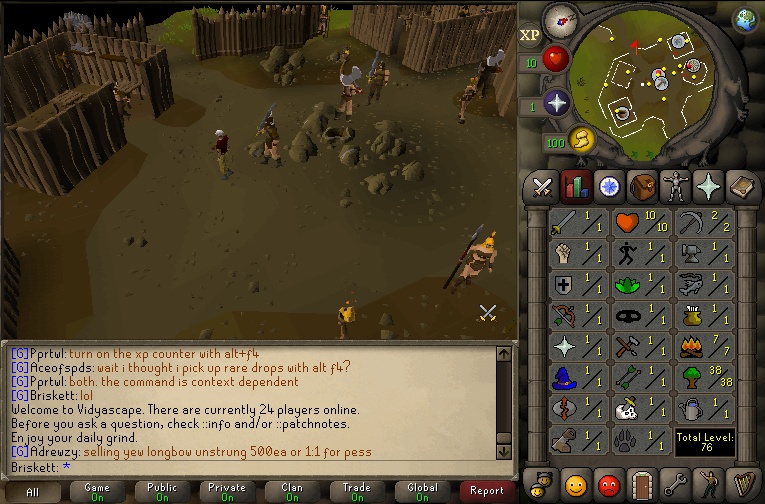 XP
10
1
100
1/1 10/10 2/2
1/1 1/1 1/1
1/1 1/1 1/1
1/1 1/1 1/1
1/1 1/1 7/7
1/1 1/1 38/38
1/1 1/1 1/1
1/1 1/1 Total Level:
76
[G]Pprtwl: turn on the xp counter with alt+f4
[G]Aceofspds: wait i thought i pick up rare drops with alt f4?
[G]Pprtwl: both. the command is context dependent
[G]Briskett: lol
Welcome to Vidyascape. There are currently 24 players online.
Before you ask a question, check ::info and/or ::patchnotes.
Enjoy your daily grind.
[G]Adrewzy: selling yew longbow unstrung 500ea or 1:1 for pess
Briskett: *
All
Game
On
Public
On
Private
On
Clan
On
Trade
On
Global
On
Report